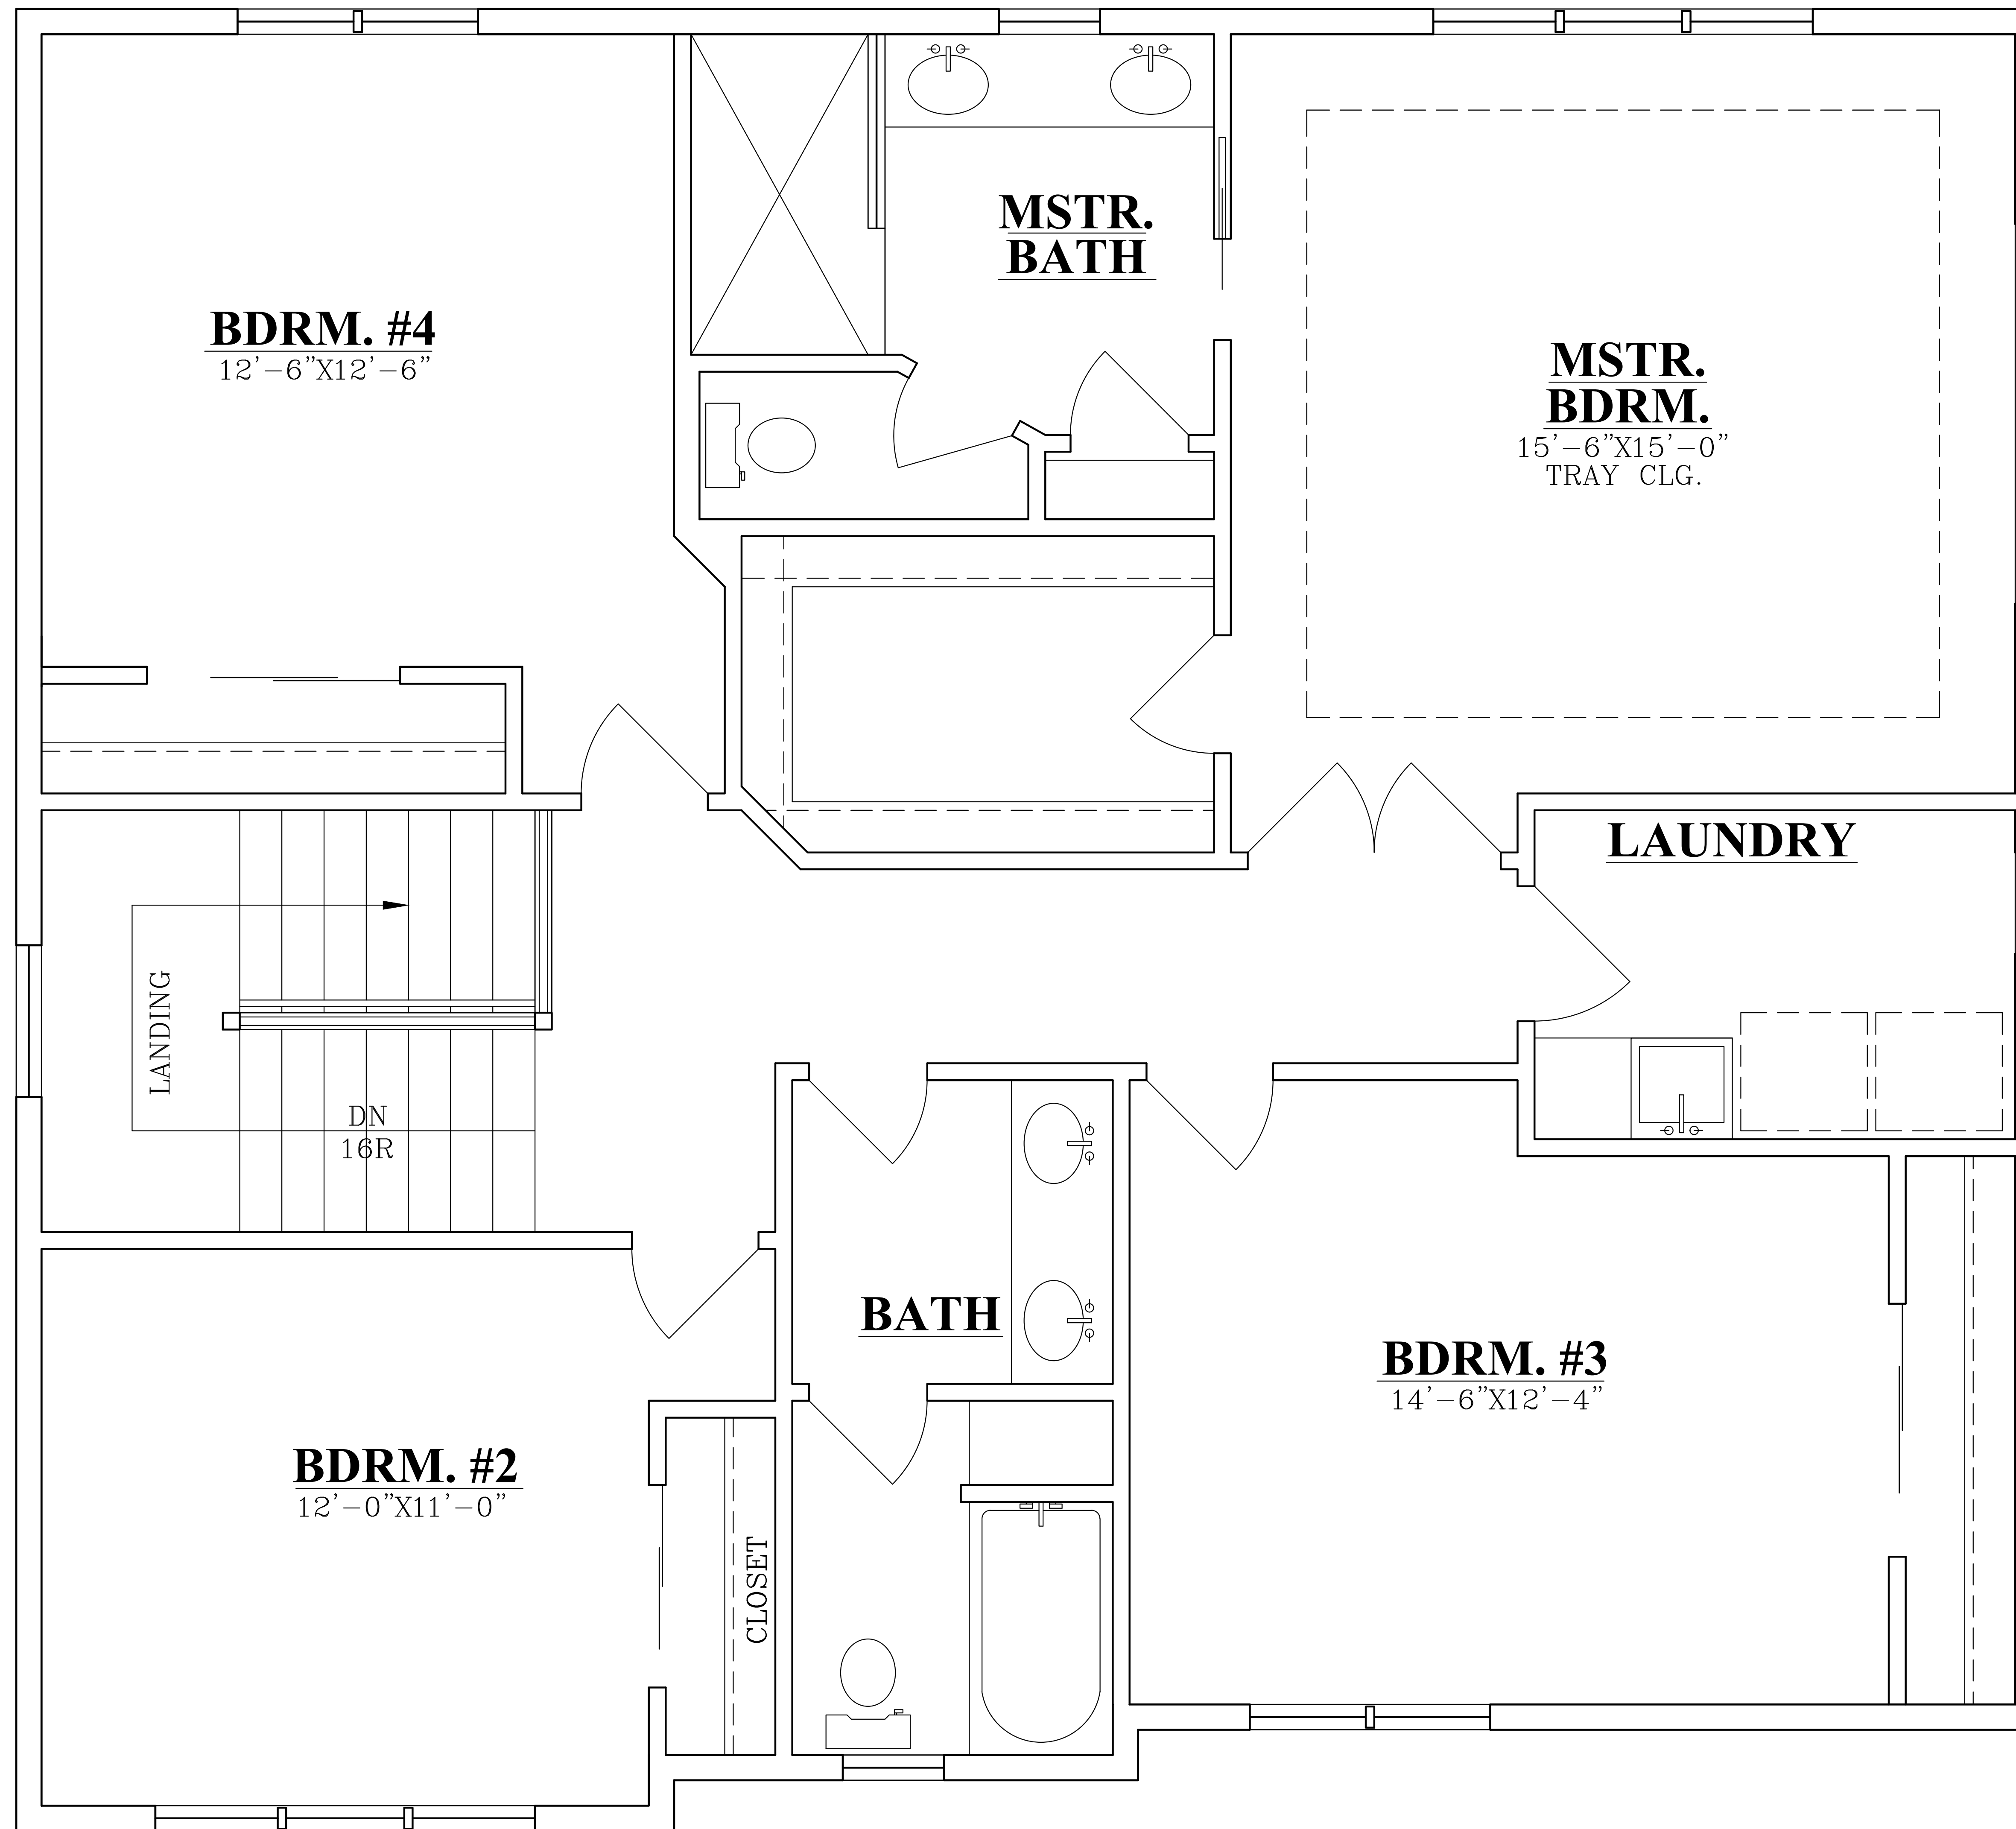 MSTR.
BATH
BDRM. #4
12'-6"X12'-6"
MSTR.
BDRM.
15'-6"X15'-0"
TRAY CLG.
LAUNDRY
LANDING
DN
16R
BATH
BDRM. #3
14'-6"X12'-4"
BDRM. #2
12'-0"X11'-0"
CLOSET